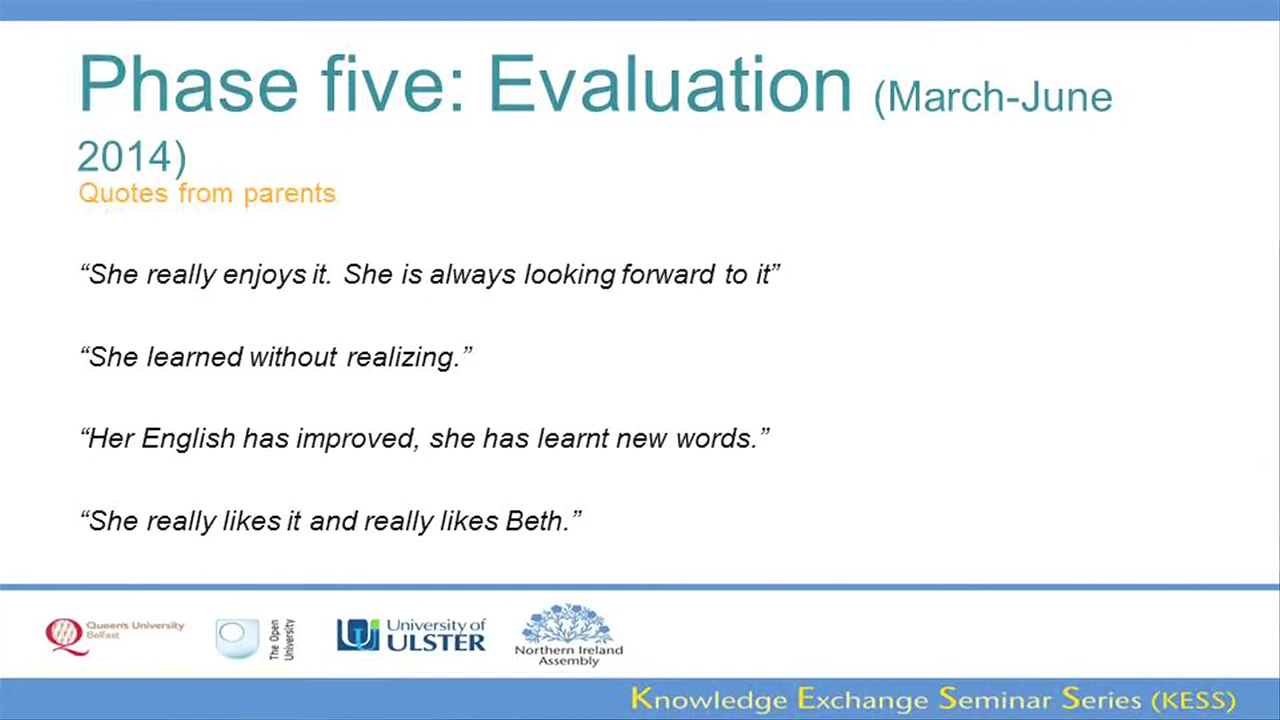 Phase five: Evaluation (March-June
2014)
Quotes from parents
“She really enjoys it. She is always looking forward to it”
“She learned without realizing.”
“Her English has improved, she has learnt new words.”
“She really likes it and really likes Beth.”
Queen's University
Belfast
The Open
University
University of
ULSTER
Northern Ireland
Assembly
Knowledge Exchange Seminar Series (KESS)